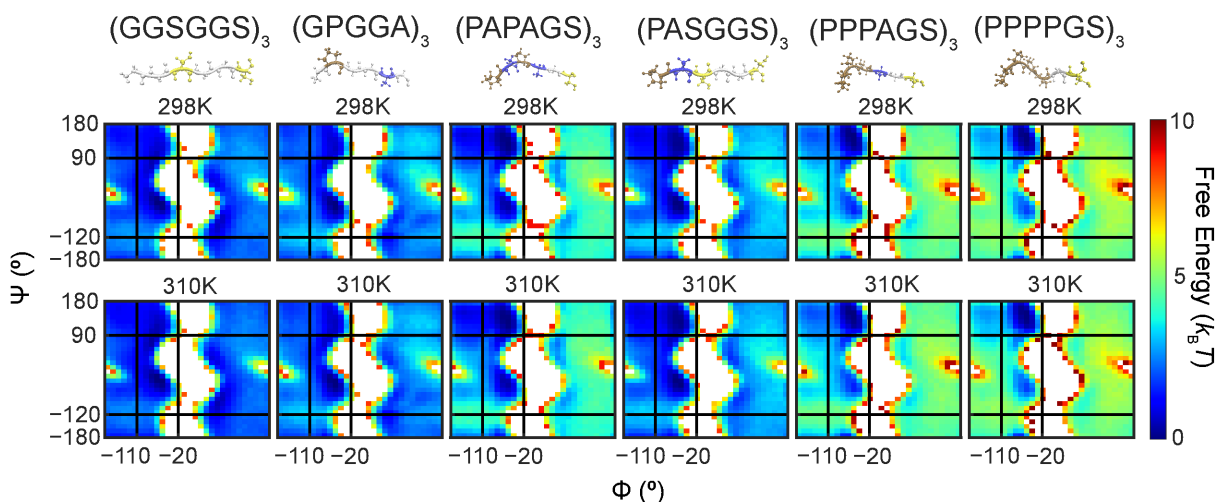 (GGSGGS)₃ (GPGGA)₃ (PAPAGS)₃ (PASGGS)₃ (PPPAGS)₃ (PPPPGS)₃
298K 298K 298K 298K 298K 298K
180
90
−120
−180
310K 310K 310K 310K 310K 310K
180
90
−120
−180
−110 −20 −110 −20 −110 −20 −110 −20 −110 −20 −110 −20
Φ (º)
Ψ (º)
10
5
0
Free Energy (k_BT)